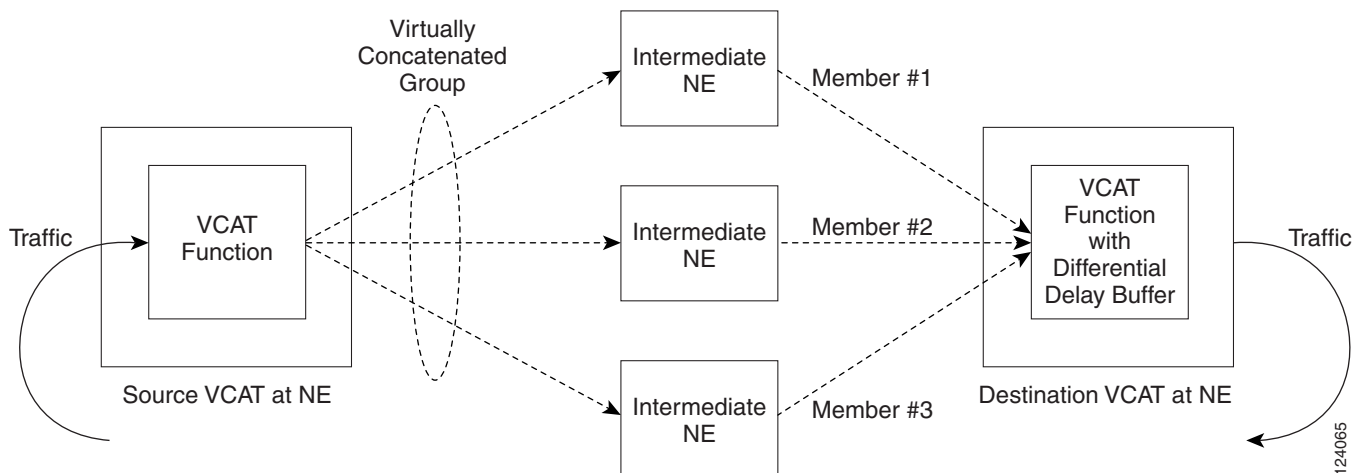 Virtually
Concatenated
Group
Intermediate
NE
Member #1
Traffic
VCAT
Function
Intermediate
NE
Member #2
VCAT
Function
with
Differential
Delay Buffer
Traffic
Source VCAT at NE
Intermediate
NE
Member #3
Destination VCAT at NE
124065